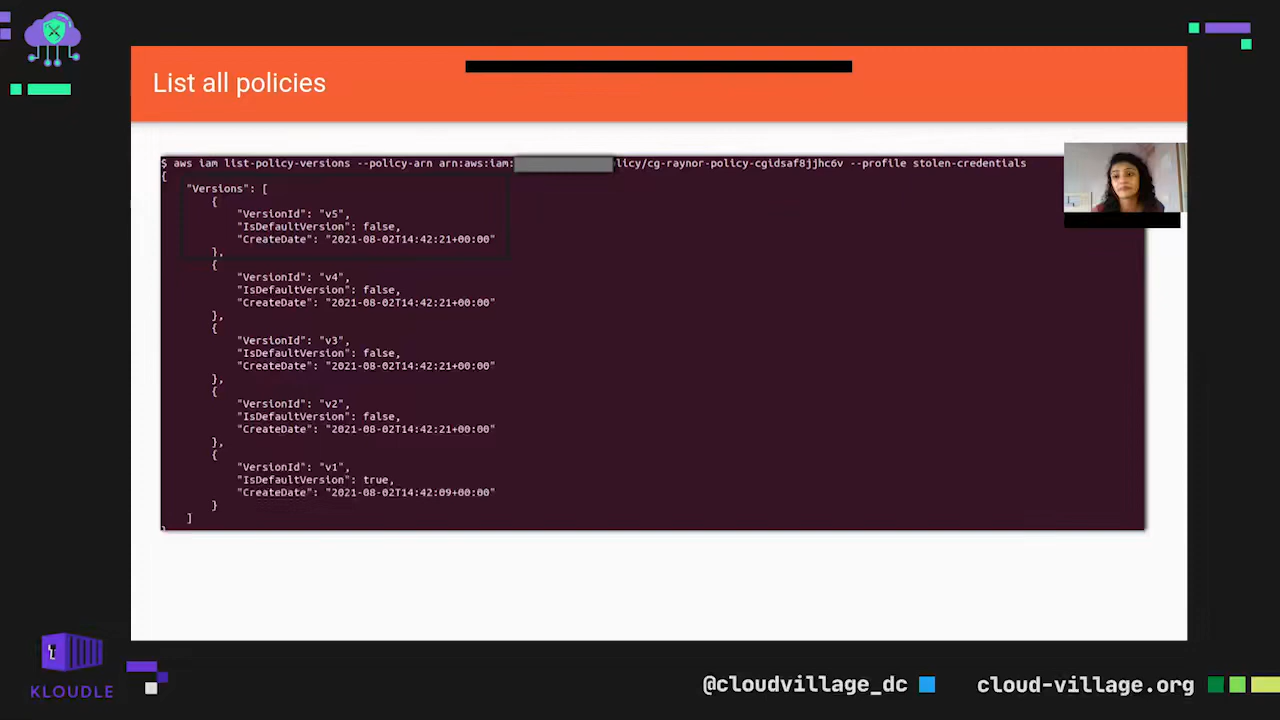 List all policies
$ aws iam list-policy-versions --policy-arn arn:aws:iam: licy/cg-raynor-policy-cgidsaf8jjhc6v --profile stolen-credentials
{
"Versions": [
{
"VersionId": "v5",
"IsDefaultVersion": false,
"CreateDate": "2021-08-02T14:42:21+00:00"
},
{
"VersionId": "v4",
"IsDefaultVersion": false,
"CreateDate": "2021-08-02T14:42:21+00:00"
},
{
"VersionId": "v3",
"IsDefaultVersion": false,
"CreateDate": "2021-08-02T14:42:21+00:00"
},
{
"VersionId": "v2",
"IsDefaultVersion": false,
"CreateDate": "2021-08-02T14:42:21+00:00"
},
{
"VersionId": "v1",
"IsDefaultVersion": true,
"CreateDate": "2021-08-02T14:42:09+00:00"
}
]
KLOUDLE
@cloudvillage_dc
cloud-village.org